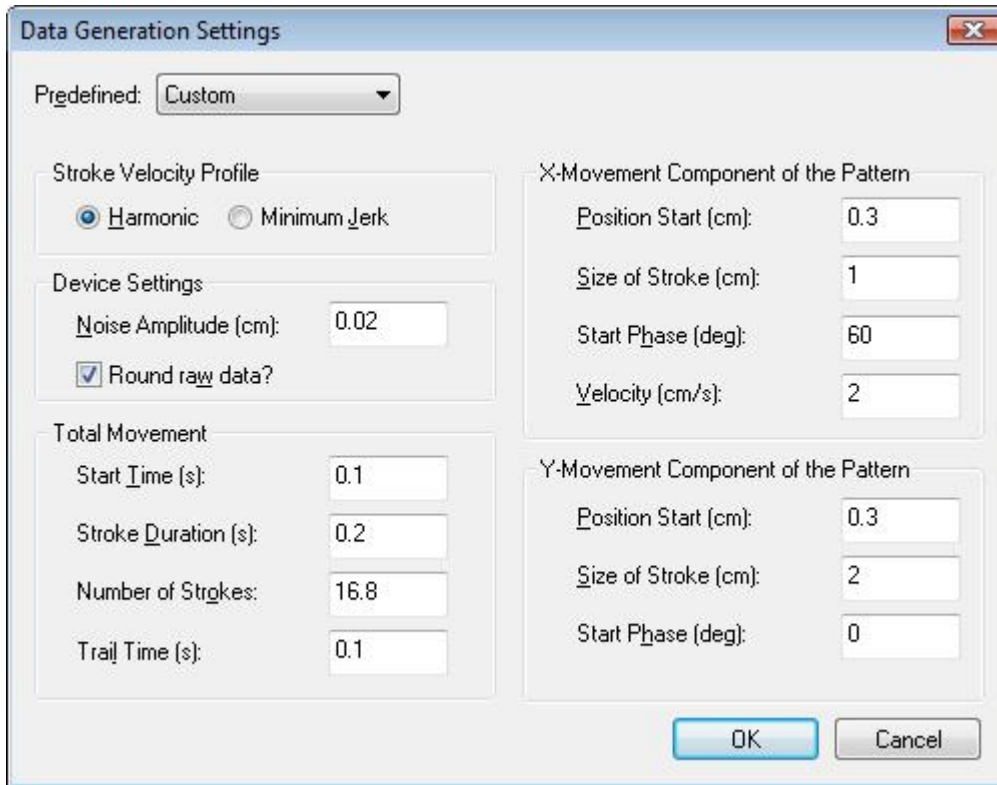 Data Generation Settings
Predefined: Custom
Stroke Velocity Profile
Harmonic Minimum Jerk
Device Settings
Noise Amplitude (cm): 0.02
Round raw data?
Total Movement
Start Time (s): 0.1
Stroke Duration (s): 0.2
Number of Strokes: 16.8
Trail Time (s): 0.1
X-Movement Component of the Pattern
Position Start (cm): 0.3
Size of Stroke (cm): 1
Start Phase (deg): 60
Velocity (cm/s): 2
Y-Movement Component of the Pattern
Position Start (cm): 0.3
Size of Stroke (cm): 2
Start Phase (deg): 0
OK Cancel